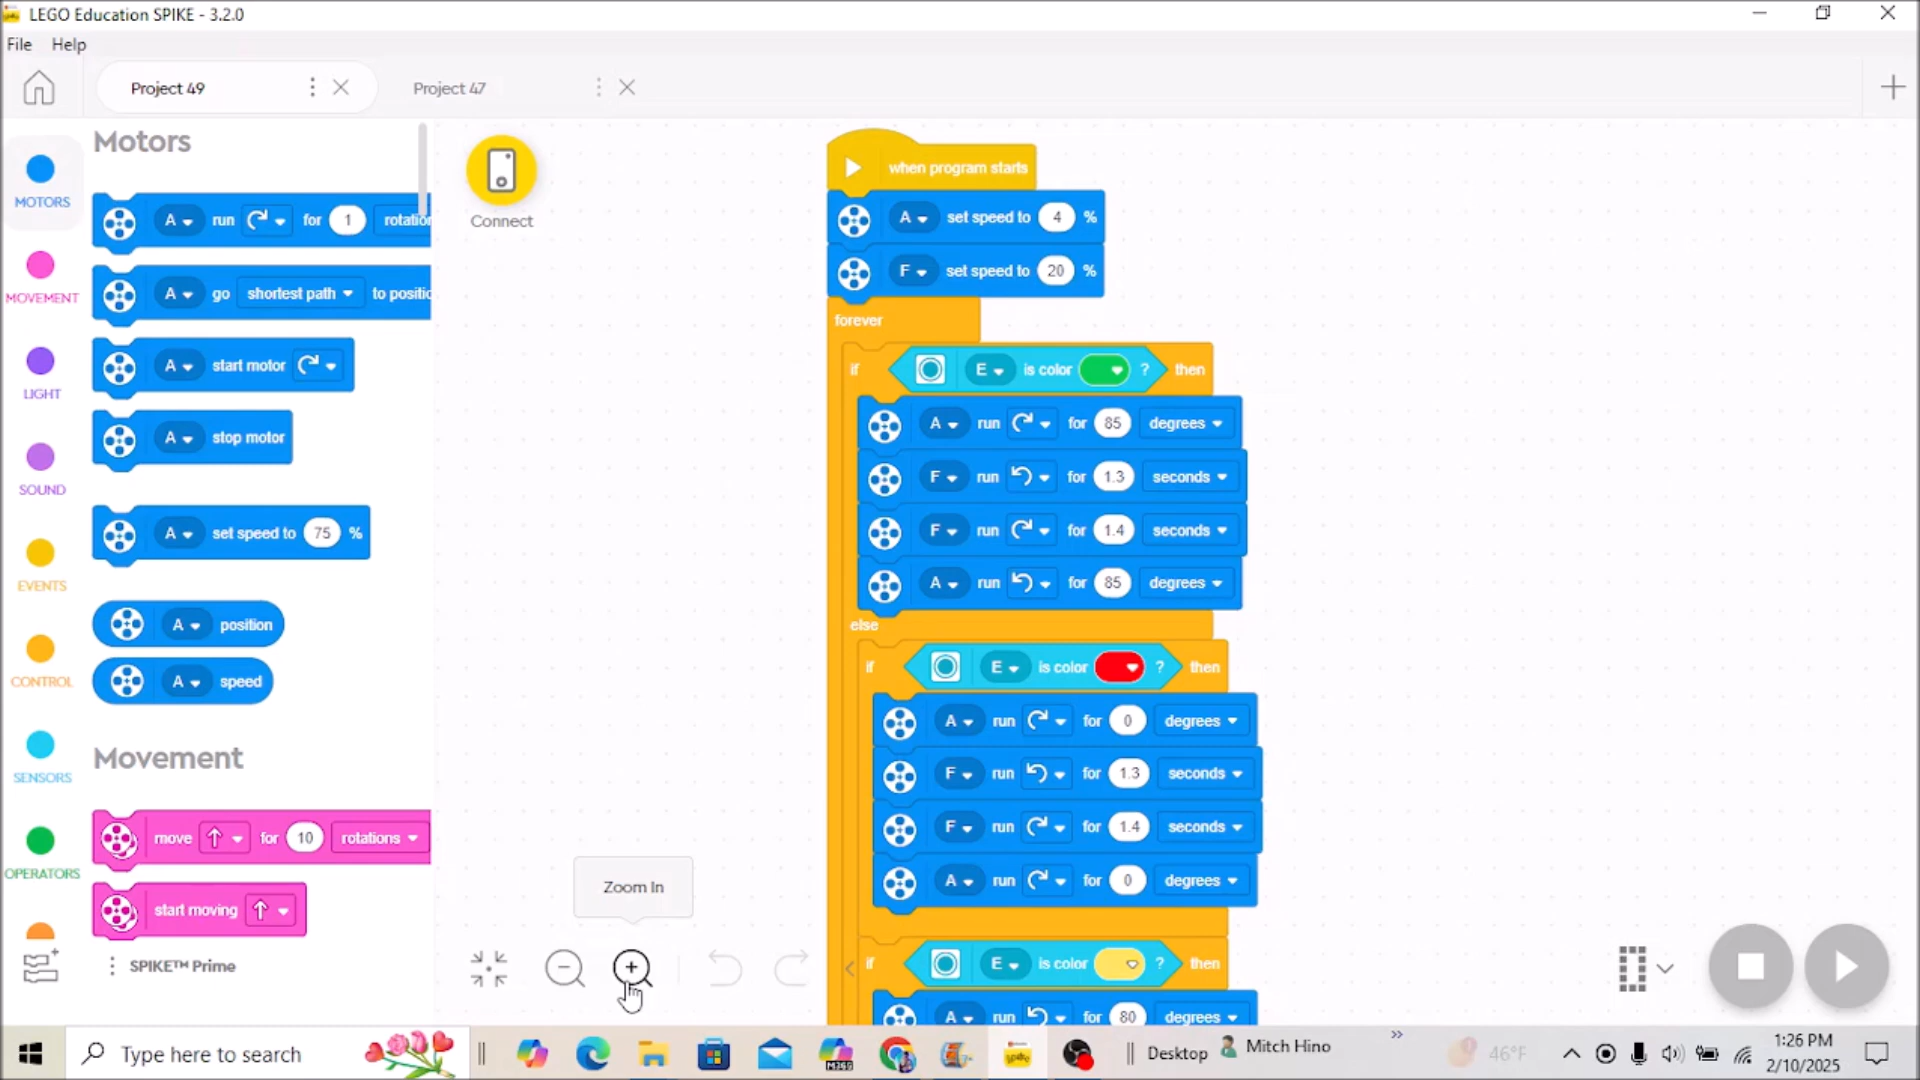 LEGO Education SPIKE - 3.2.0
File Help
Project 49
Project 47
Motors
MOTORS
MOVEMENT
LIGHT
SOUND
EVENTS
CONTROL
SENSORS
OPERATORS
A run for 1 rotation
A go shortest path to positio
A start motor
A stop motor
A set speed to 75 %
A position
A speed
Movement
move for 10 rotations
start moving
SPIKE™ Prime
Connect
Zoom In
when program starts
A set speed to 4 %
F set speed to 20 %
forever
if E is color ? then
A run for 85 degrees
F run for 1.3 seconds
F run for 1.4 seconds
A run for 85 degrees
else
if E is color ? then
A run for 0 degrees
F run for 1.3 seconds
F run for 1.4 seconds
A run for 0 degrees
if E is color ? then
A run for 80 degrees
Type here to search
M365
spike
Desktop
Mitch Hino
46°F
1:26 PM
2/10/2025